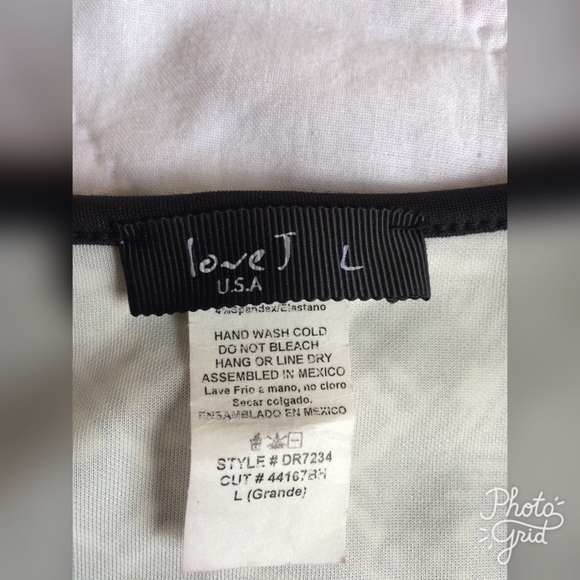 love J L
U.S.A
4%Spandex/Elastano
HAND WASH COLD
DO NOT BLEACH
HANG OR LINE DRY
ASSEMBLED IN MEXICO
Lave Frio a mano, no cloro
Secar colgado.
ENSAMBLADO EN MEXICO
STYLE # DR7234
CUT # 44167BH
L (Grande)
Photo
Grid